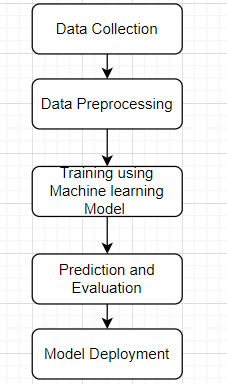 Data Collection
Data Preprocessing
Training using
Machine learning
Model
Prediction and
Evaluation
Model Deployment